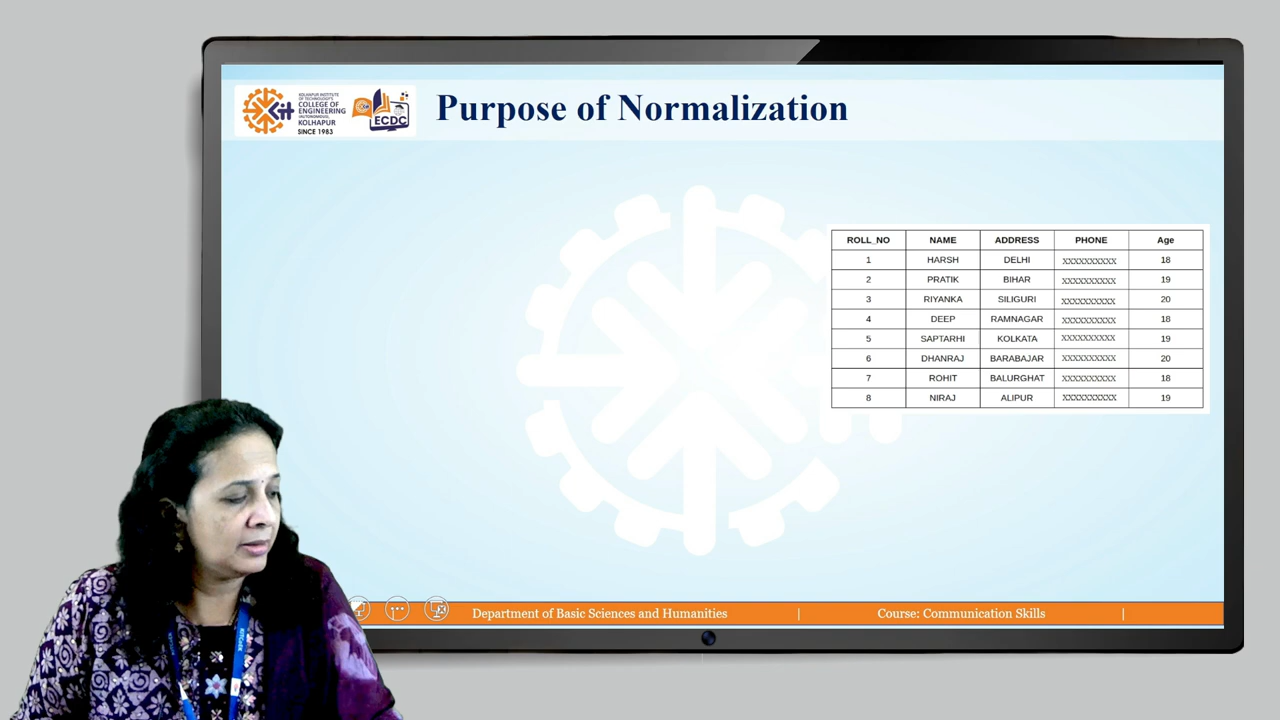 KOLHAPUR INSTITUTE
OF TECHNOLOGY'S
COLLEGE OF
ENGINEERING
(AUTONOMOUS),
KOLHAPUR
SINCE 1983
ECDC
Purpose of Normalization
ROLL_NO NAME ADDRESS PHONE Age
1 HARSH DELHI XXXXXXXXXX 18
2 PRATIK BIHAR XXXXXXXXXX 19
3 RIYANKA SILIGURI XXXXXXXXXX 20
4 DEEP RAMNAGAR XXXXXXXXXX 18
5 SAPTARHI KOLKATA XXXXXXXXXX 19
6 DHANRAJ BARABAJAR XXXXXXXXXX 20
7 ROHIT BALURGHAT XXXXXXXXXX 18
8 NIRAJ ALIPUR XXXXXXXXXX 19
Department of Basic Sciences and Humanities | Course: Communication Skills |